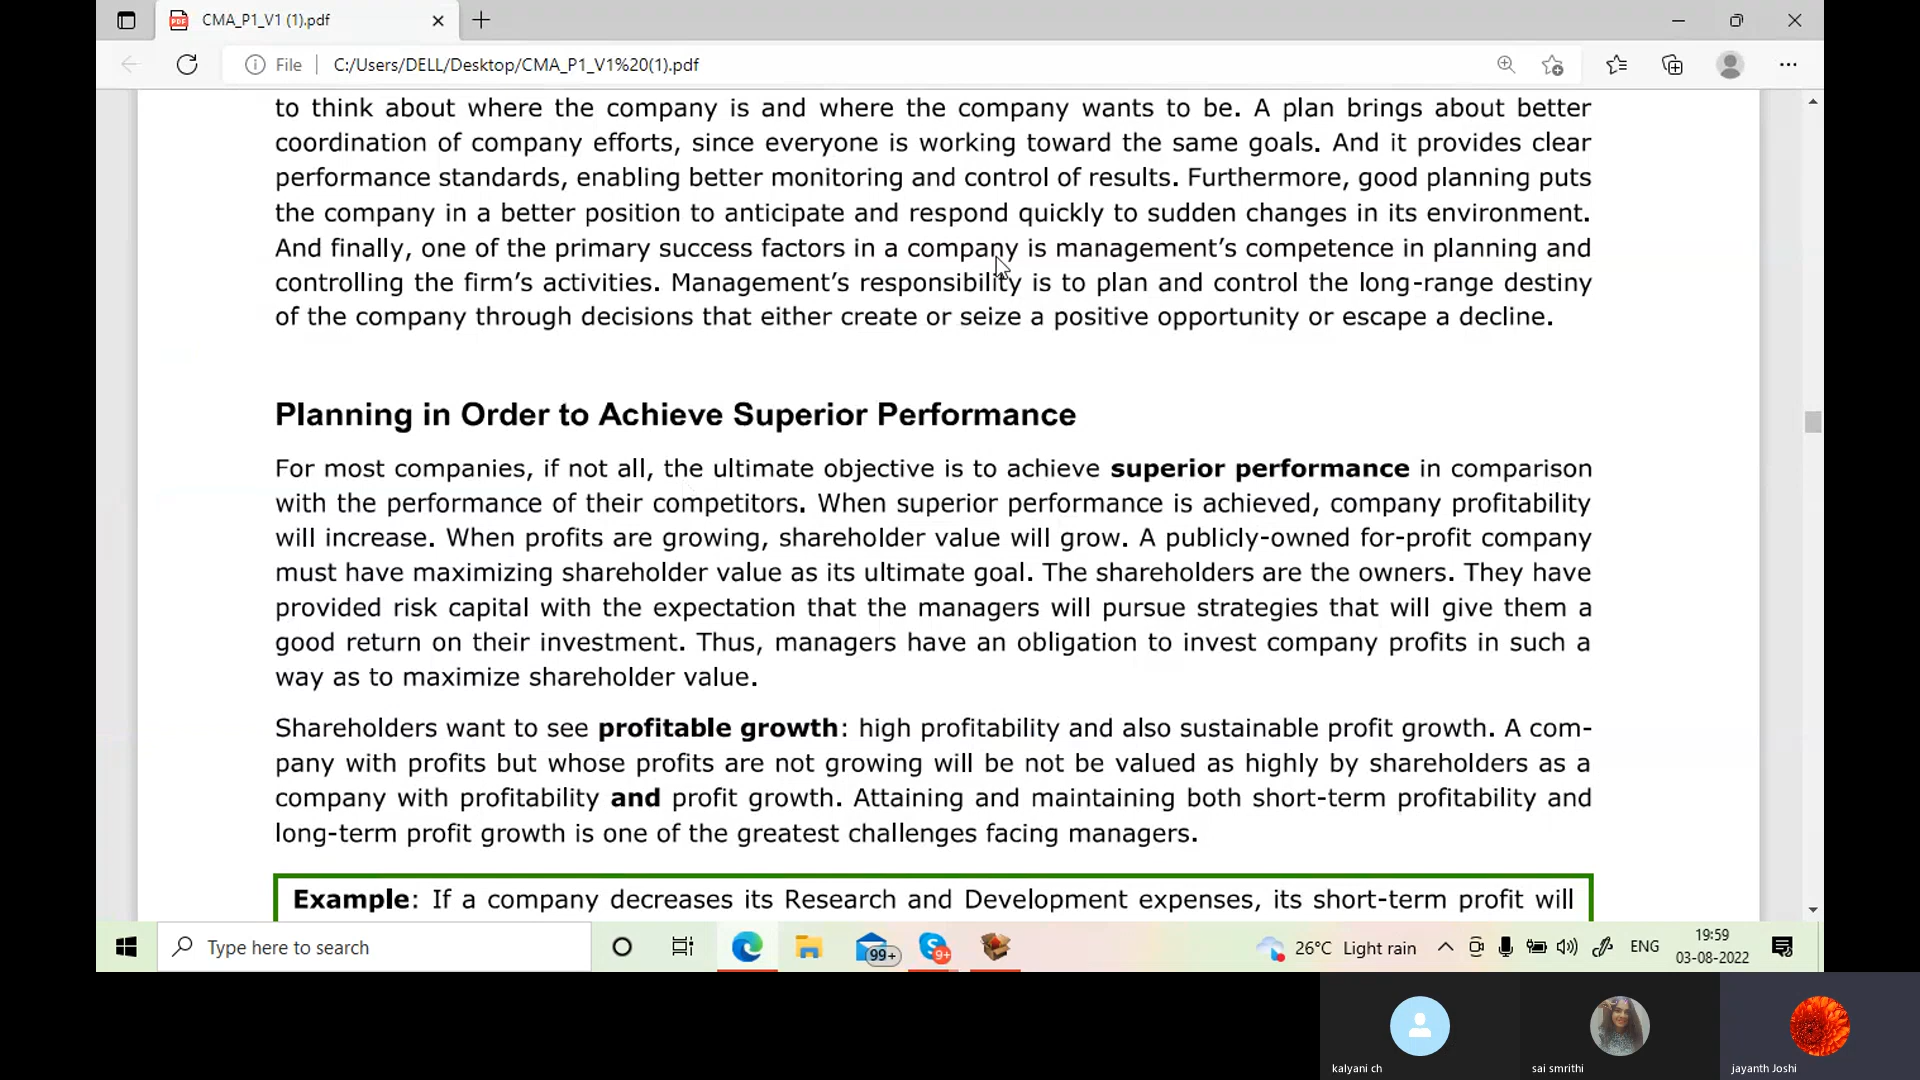 CMA_P1_V1 (1).pdf
File
C:/Users/DELL/Desktop/CMA_P1_V1%20(1).pdf
to think about where the company is and where the company wants to be. A plan brings about better
coordination of company efforts, since everyone is working toward the same goals. And it provides clear
performance standards, enabling better monitoring and control of results. Furthermore, good planning puts
the company in a better position to anticipate and respond quickly to sudden changes in its environment.
And finally, one of the primary success factors in a company is management’s competence in planning and
controlling the firm’s activities. Management’s responsibility is to plan and control the long-range destiny
of the company through decisions that either create or seize a positive opportunity or escape a decline.
Planning in Order to Achieve Superior Performance
For most companies, if not all, the ultimate objective is to achieve superior performance in comparison
with the performance of their competitors. When superior performance is achieved, company profitability
will increase. When profits are growing, shareholder value will grow. A publicly-owned for-profit company
must have maximizing shareholder value as its ultimate goal. The shareholders are the owners. They have
provided risk capital with the expectation that the managers will pursue strategies that will give them a
good return on their investment. Thus, managers have an obligation to invest company profits in such a
way as to maximize shareholder value.
Shareholders want to see profitable growth: high profitability and also sustainable profit growth. A com-
pany with profits but whose profits are not growing will be not be valued as highly by shareholders as a
company with profitability and profit growth. Attaining and maintaining both short-term profitability and
long-term profit growth is one of the greatest challenges facing managers.
Example: If a company decreases its Research and Development expenses, its short-term profit will
Type here to search
99+
9+
26°C Light rain
ENG
19:59
03-08-2022
kalyani ch
sai smrithi
jayanth Joshi